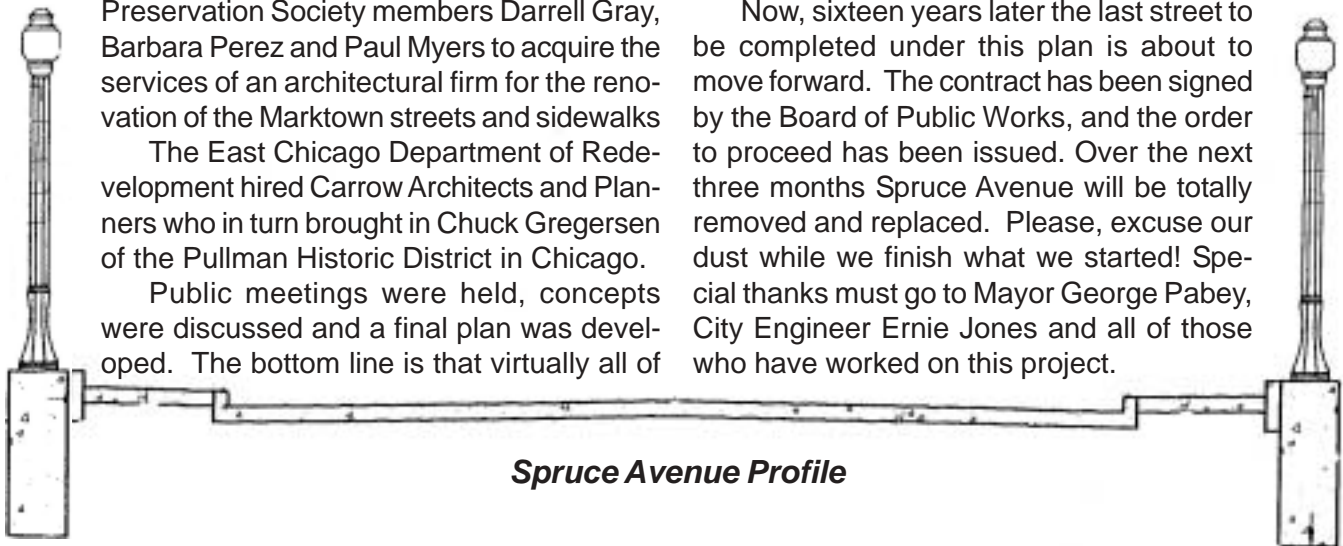 Preservation Society members Darrell Gray,
Barbara Perez and Paul Myers to acquire the
services of an architectural firm for the reno-
vation of the Marktown streets and sidewalks
The East Chicago Department of Rede-
velopment hired Carrow Architects and Plan-
ners who in turn brought in Chuck Gregersen
of the Pullman Historic District in Chicago.
Public meetings were held, concepts
were discussed and a final plan was devel-
oped.  The bottom line is that virtually all of
Now, sixteen years later the last street to
be completed under this plan is about to
move forward.  The contract has been signed
by the Board of Public Works, and the order
to proceed has been issued. Over the next
three months Spruce Avenue will be totally
removed and replaced.  Please, excuse our
dust while we finish what we started! Spe-
cial thanks must go to Mayor George Pabey,
City Engineer Ernie Jones and all of those
who have worked on this project.
Spruce Avenue Profile